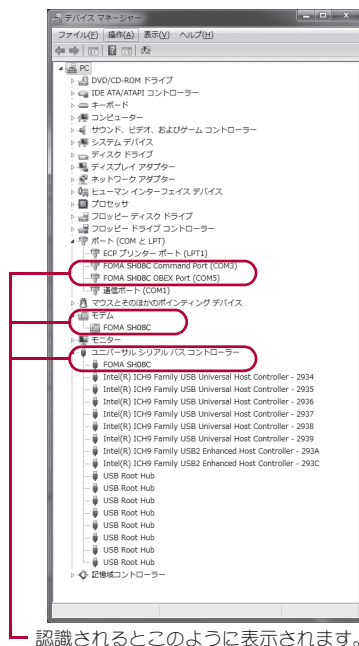 デバイス マネージャー
ファイル(F) 操作(A) 表示(V) ヘルプ(H)
PC
DVD/CD-ROM ドライブ
IDE ATA/ATAPI コントローラー
キーボード
コンピューター
サウンド、ビデオ、およびゲーム コントローラー
システム デバイス
ディスク ドライブ
ディスプレイ アダプター
ネットワーク アダプター
ヒューマン インターフェイス デバイス
プロセッサ
フロッピー ディスク ドライブ
フロッピー ドライブ コントローラー
ポート (COM と LPT)
ECP プリンター ポート (LPT1)
FOMA SH08C Command Port (COM3)
FOMA SH08C OBEX Port (COM5)
通信ポート (COM1)
マウスとそのほかのポインティング デバイス
モデム
FOMA SH08C
モニター
ユニバーサル シリアル バス コントローラー
FOMA SH08C
Intel(R) ICH9 Family USB Universal Host Controller - 2934
Intel(R) ICH9 Family USB Universal Host Controller - 2935
Intel(R) ICH9 Family USB Universal Host Controller - 2936
Intel(R) ICH9 Family USB Universal Host Controller - 2937
Intel(R) ICH9 Family USB Universal Host Controller - 2938
Intel(R) ICH9 Family USB Universal Host Controller - 2939
Intel(R) ICH9 Family USB2 Enhanced Host Controller - 293A
Intel(R) ICH9 Family USB2 Enhanced Host Controller - 293C
USB Root Hub
USB Root Hub
USB Root Hub
USB Root Hub
USB Root Hub
USB Root Hub
USB Root Hub
USB Root Hub
記憶域コントローラー
認識されるとこのように表示されます。